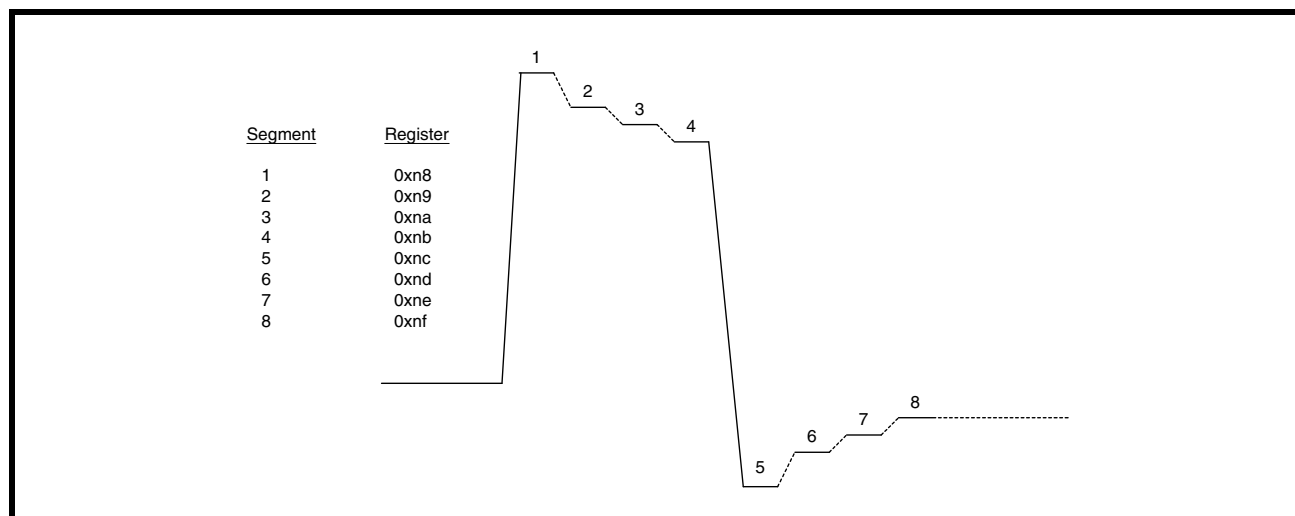 Segment Register
1 0xn8
2 0xn9
3 0xna
4 0xnb
5 0xnc
6 0xnd
7 0xne
8 0xnf
1
2
3
4
5
6
7
8